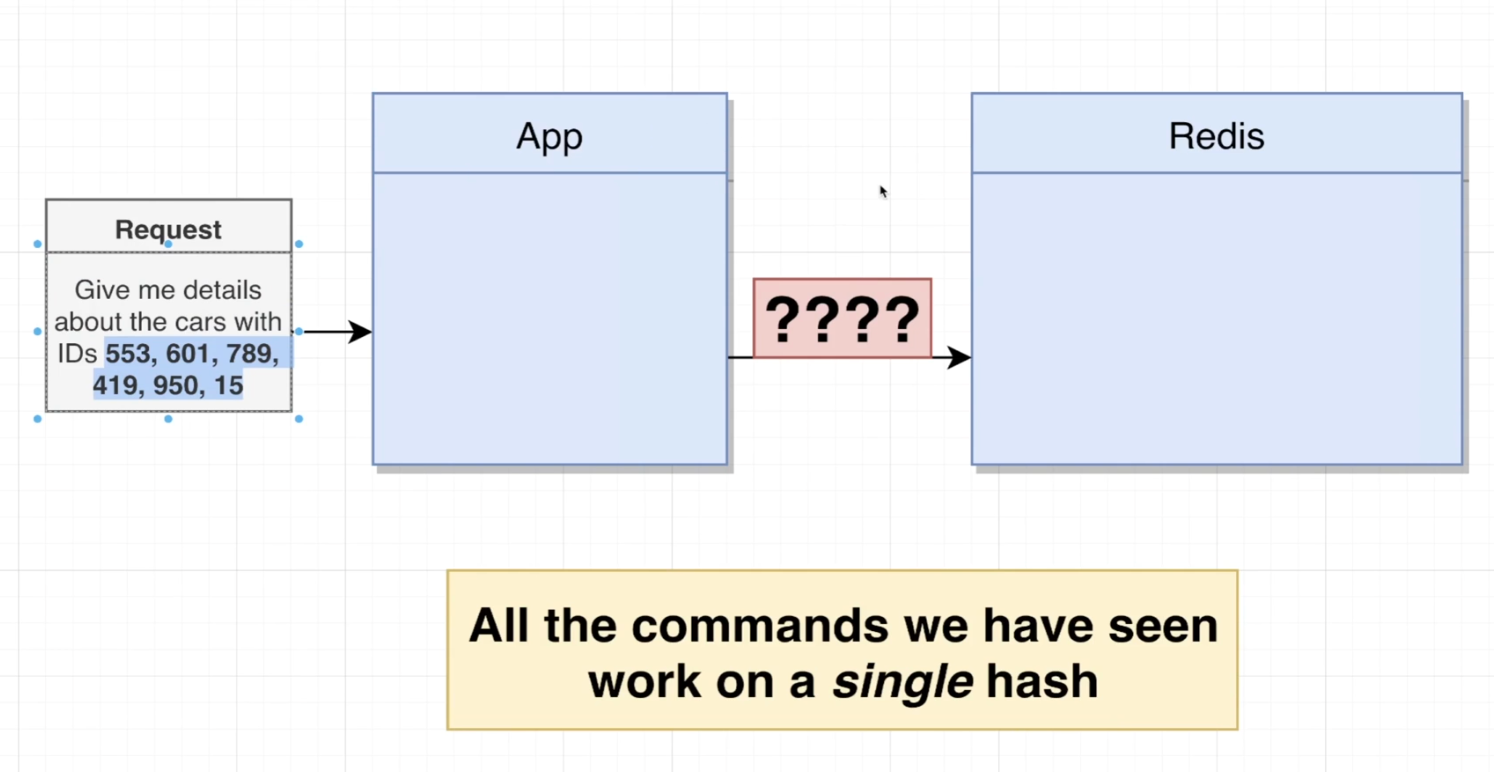 App
Redis
Request
Give me details
about the cars with
IDs 553, 601, 789,
419, 950, 15
????
All the commands we have seen
work on a single hash